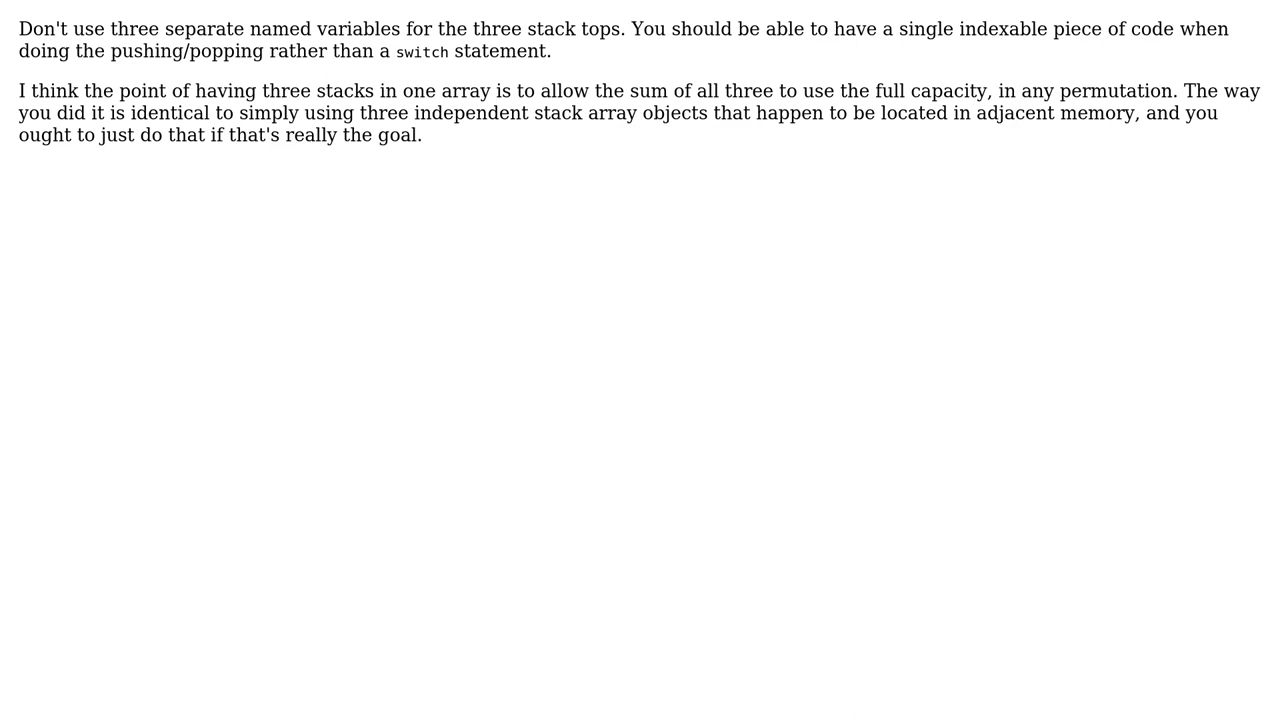 Don't use three separate named variables for the three stack tops. You should be able to have a single indexable piece of code when
doing the pushing/popping rather than a switch statement.
I think the point of having three stacks in one array is to allow the sum of all three to use the full capacity, in any permutation. The way
you did it is identical to simply using three independent stack array objects that happen to be located in adjacent memory, and you
ought to just do that if that's really the goal.